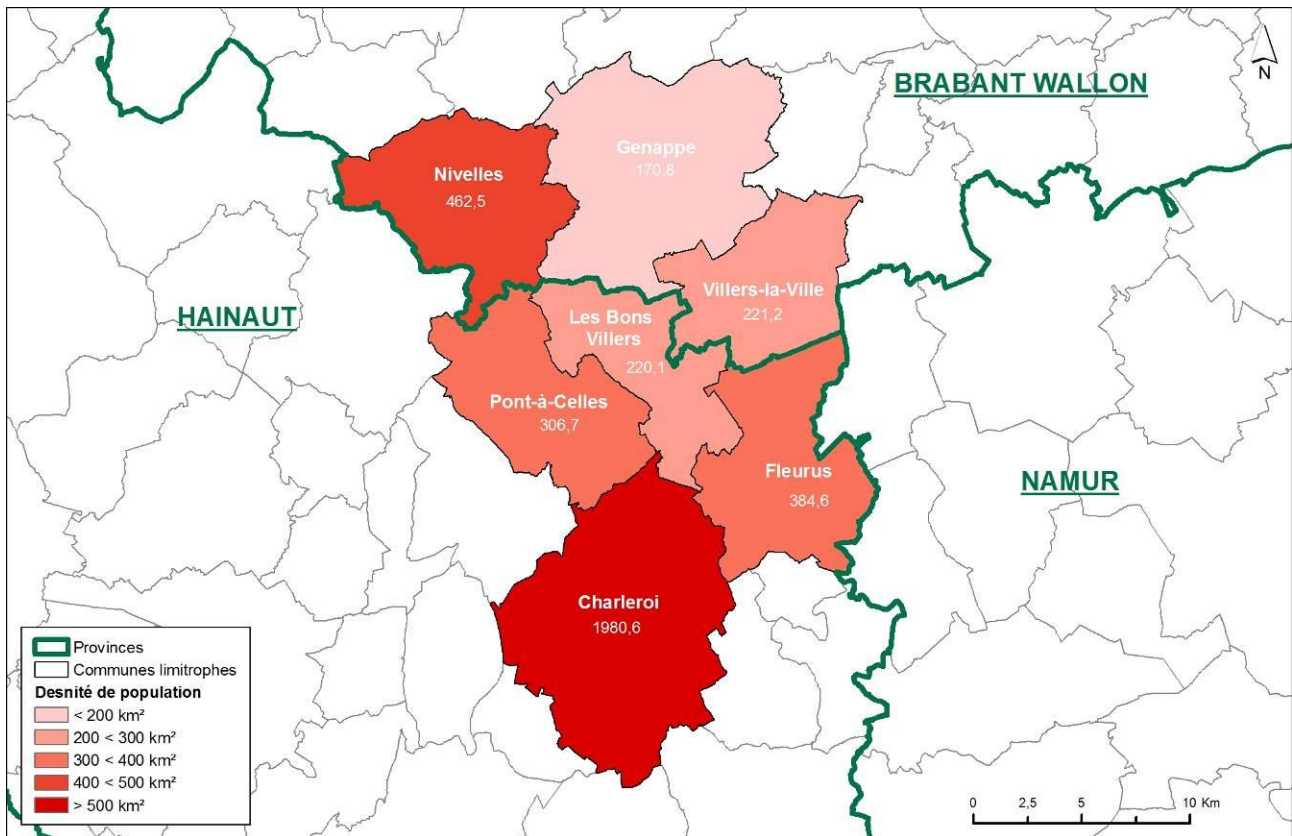 N
BRABANT WALLON
Genappe
170,8
Nivelles
462,5
Villers-la-Ville
221,2
HAINAUT
Les Bons
Villers
220,1
Pont-à-Celles
306,7
Fleurus
384,6
NAMUR
Charleroi
1980,6
Provinces
Communes limitrophes
Desnité de population
< 200 km²
200 < 300 km²
300 < 400 km²
400 < 500 km²
> 500 km²
0 2,5 5 10 Km